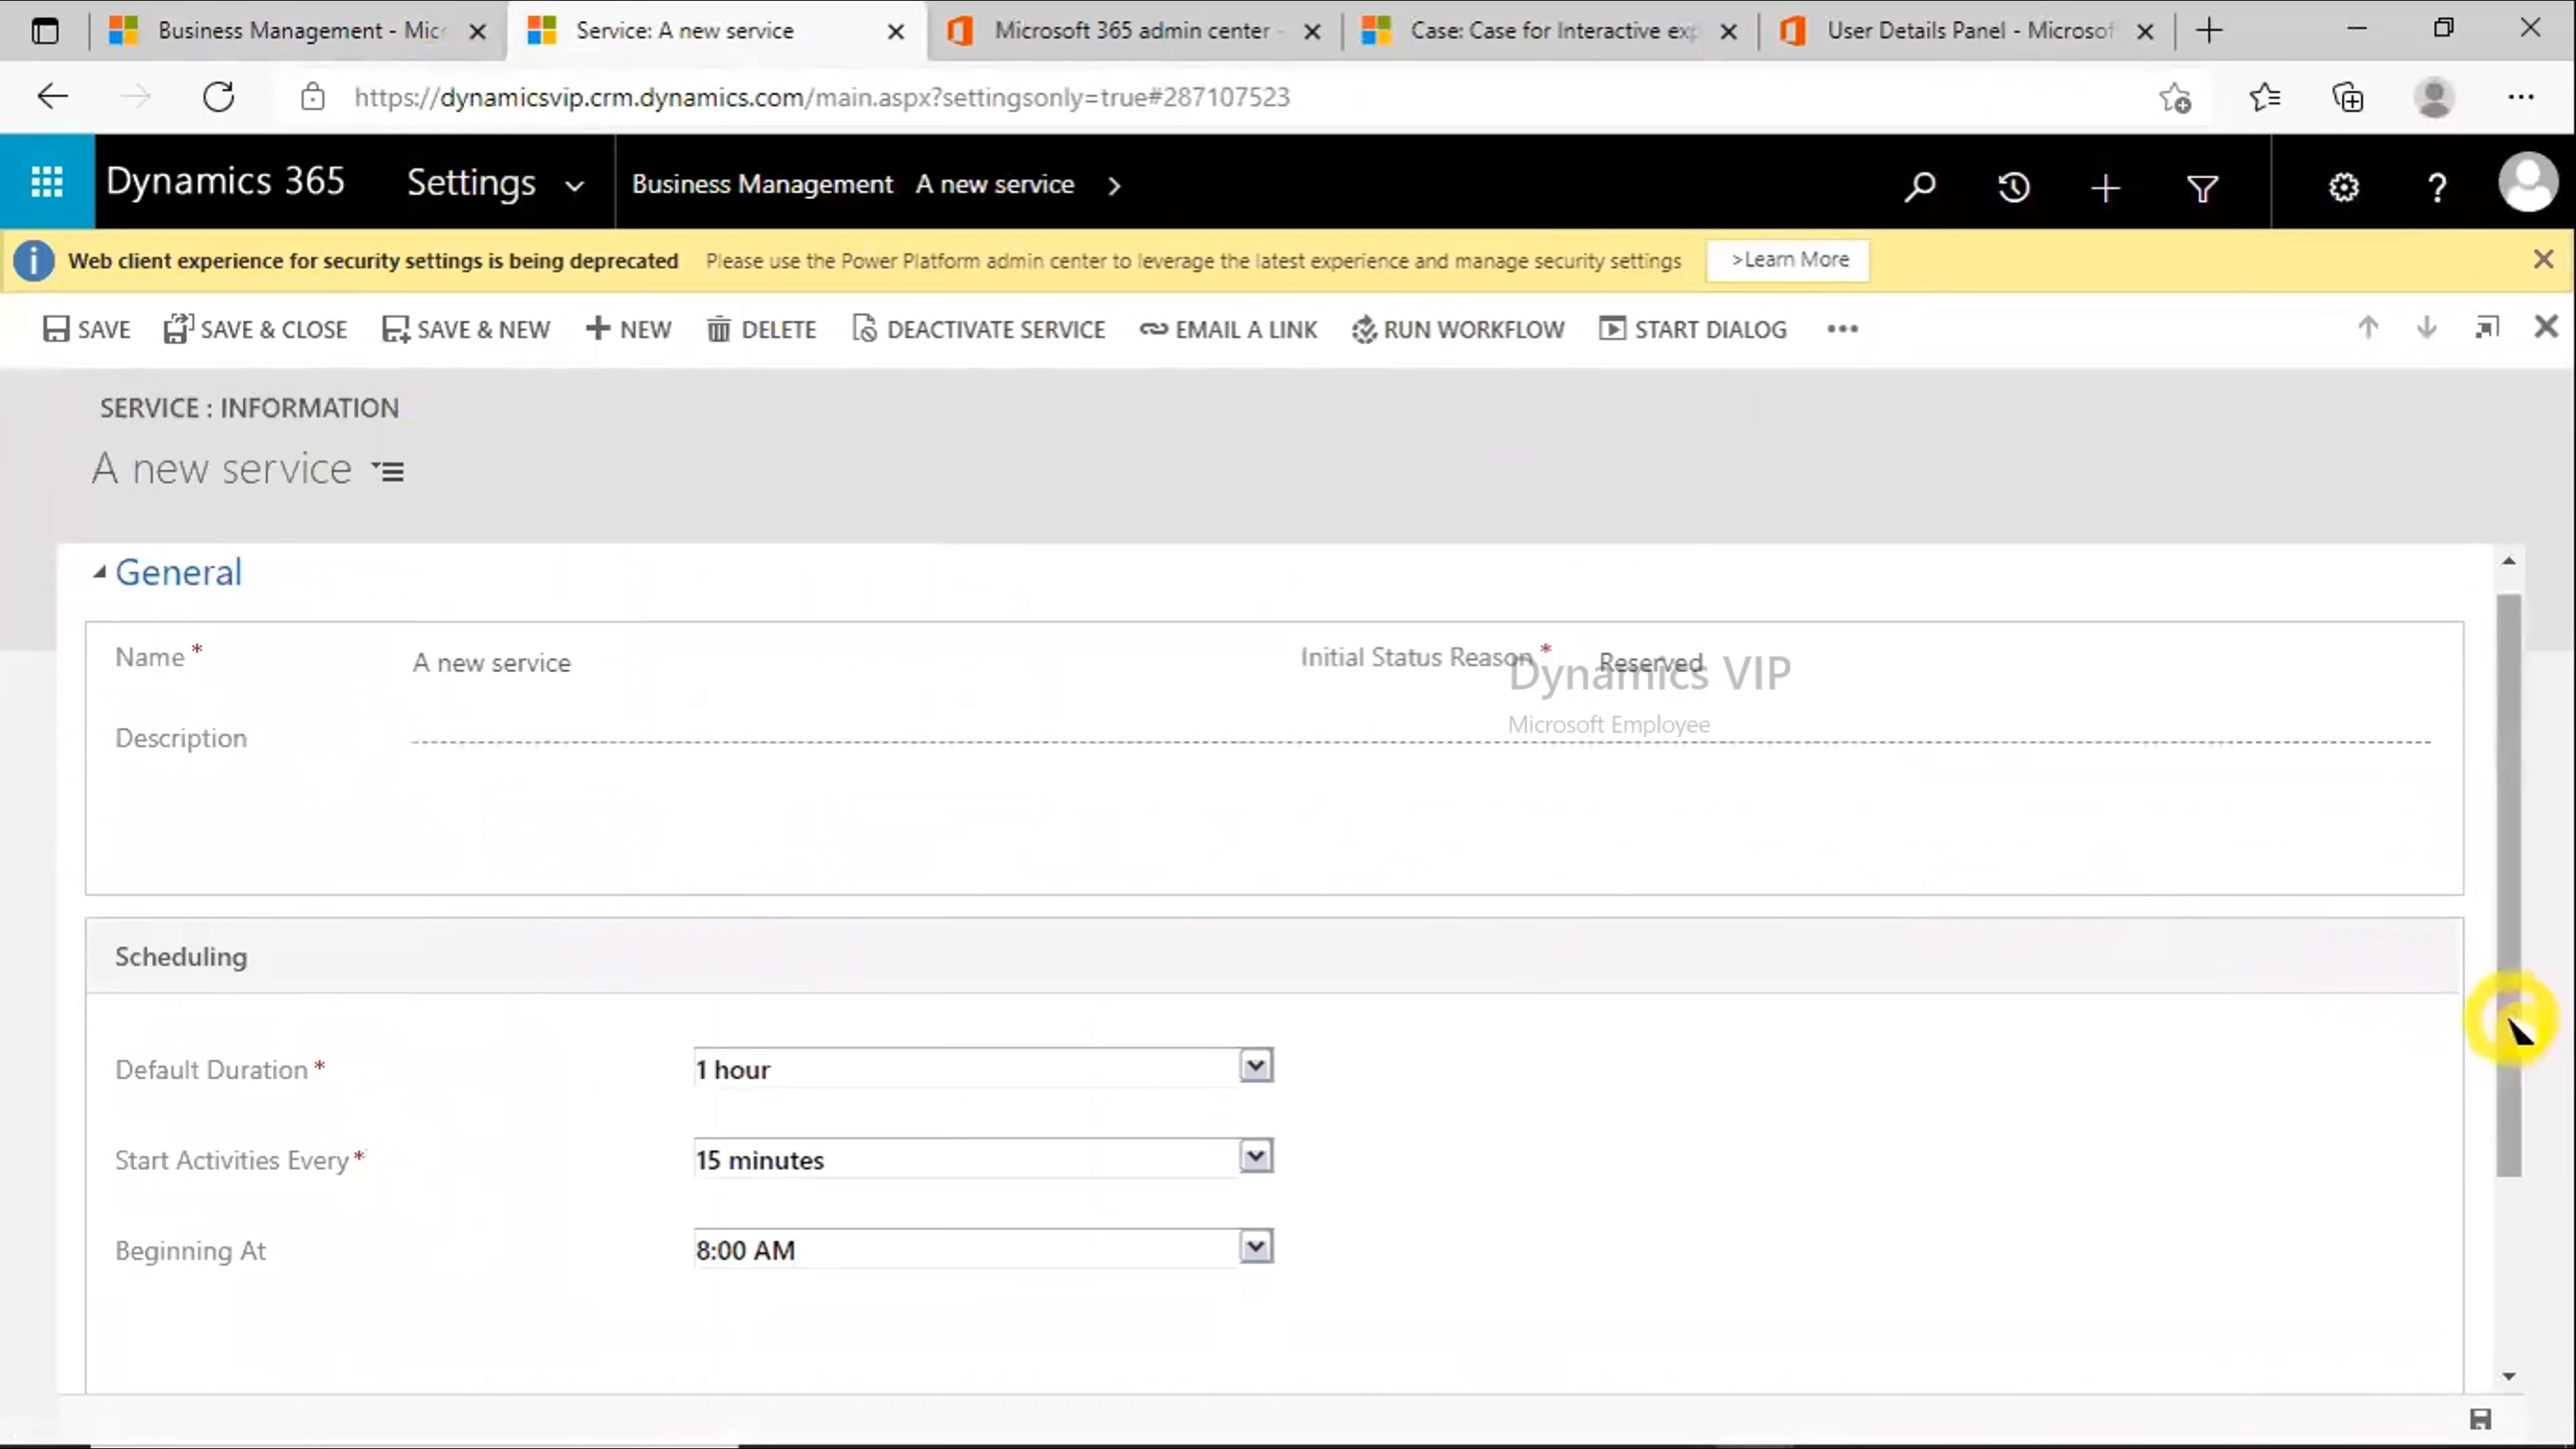 Business Management - Mic
Service: A new service
Microsoft 365 admin center -
Case: Case for Interactive exp
User Details Panel - Microsof
https://dynamicsvip.crm.dynamics.com/main.aspx?settingsonly=true#287107523
Dynamics 365
Settings
Business Management
A new service
Web client experience for security settings is being deprecated
Please use the Power Platform admin center to leverage the latest experience and manage security settings
>Learn More
SAVE
SAVE & CLOSE
SAVE & NEW
NEW
DELETE
DEACTIVATE SERVICE
EMAIL A LINK
RUN WORKFLOW
START DIALOG
SERVICE : INFORMATION
A new service
General
Name *
A new service
Initial Status Reason *
Reserved
Dynamics VIP
Microsoft Employee
Description
Scheduling
Default Duration *
1 hour
Start Activities Every *
15 minutes
Beginning At
8:00 AM